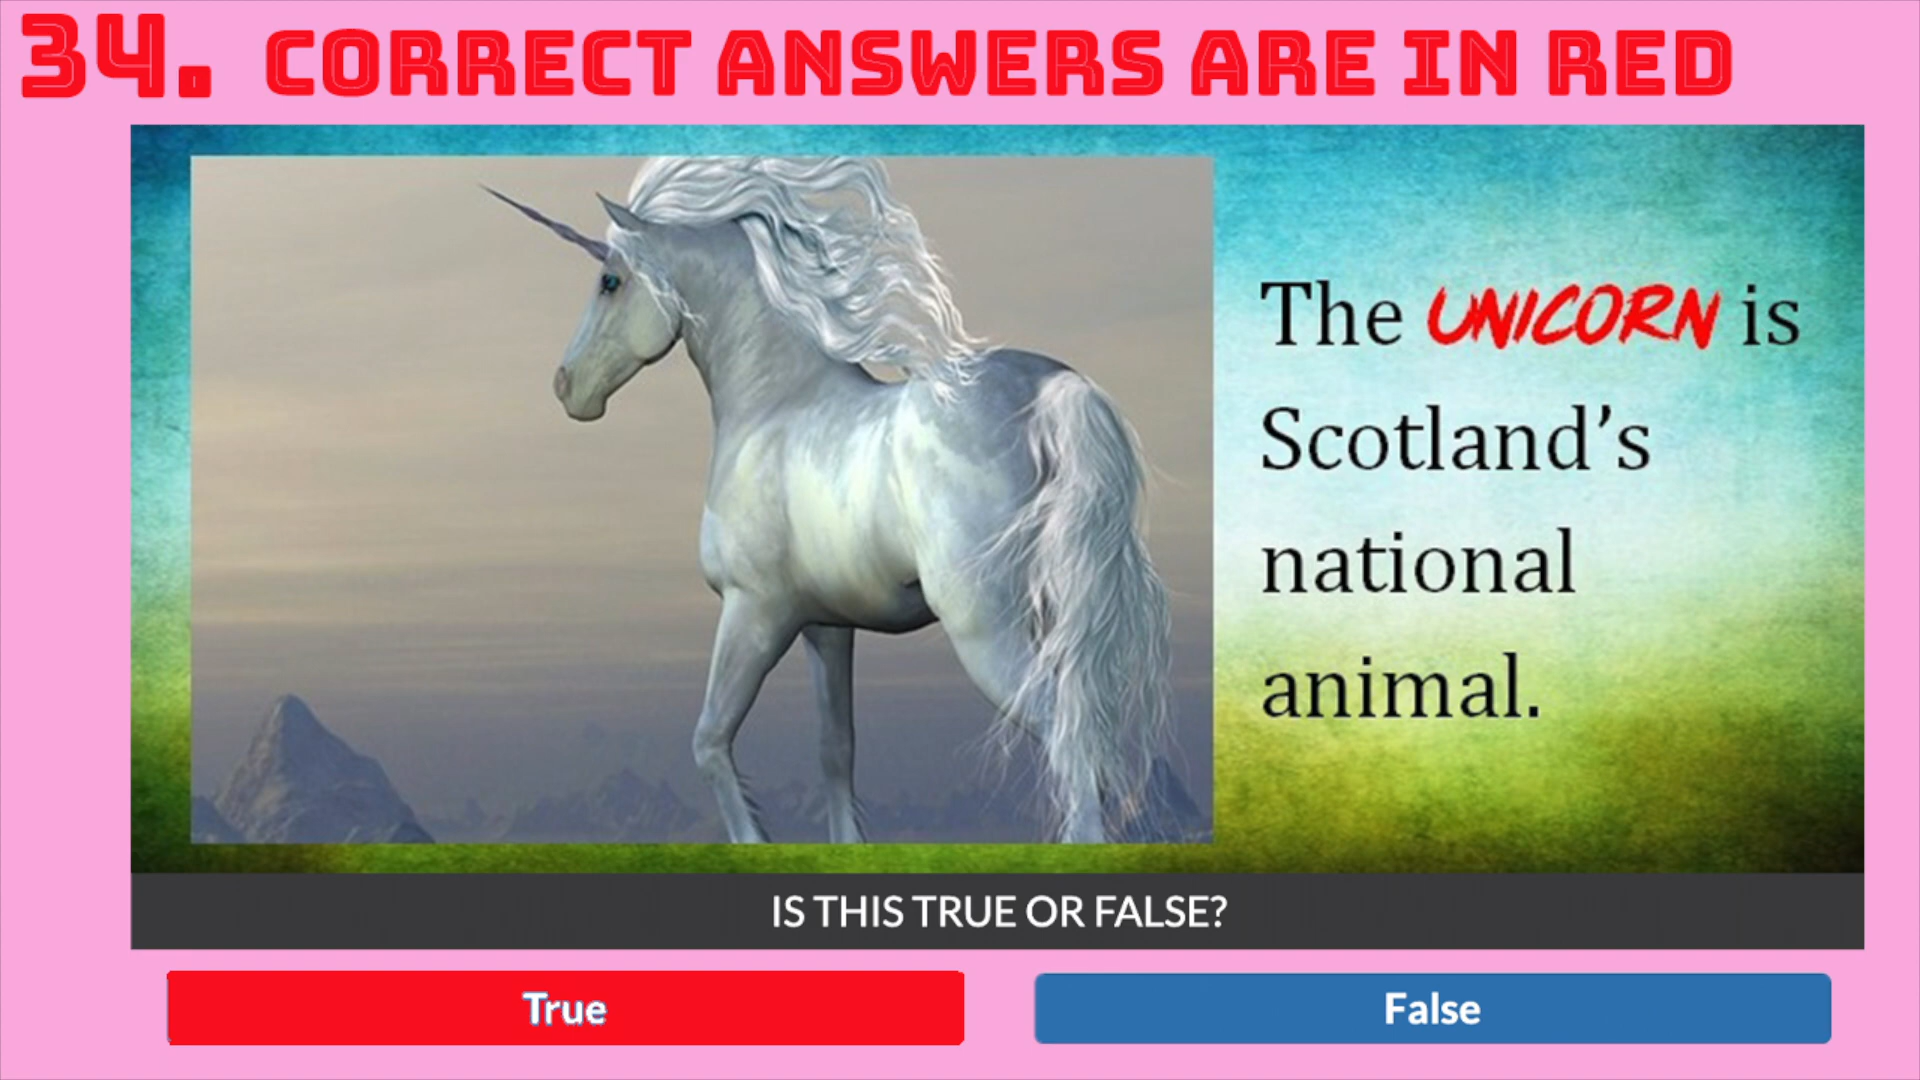 34. CORRECT ANSWERS ARE IN RED
The UNICORN is
Scotland’s
national
animal.
IS THIS TRUE OR FALSE?
True
False